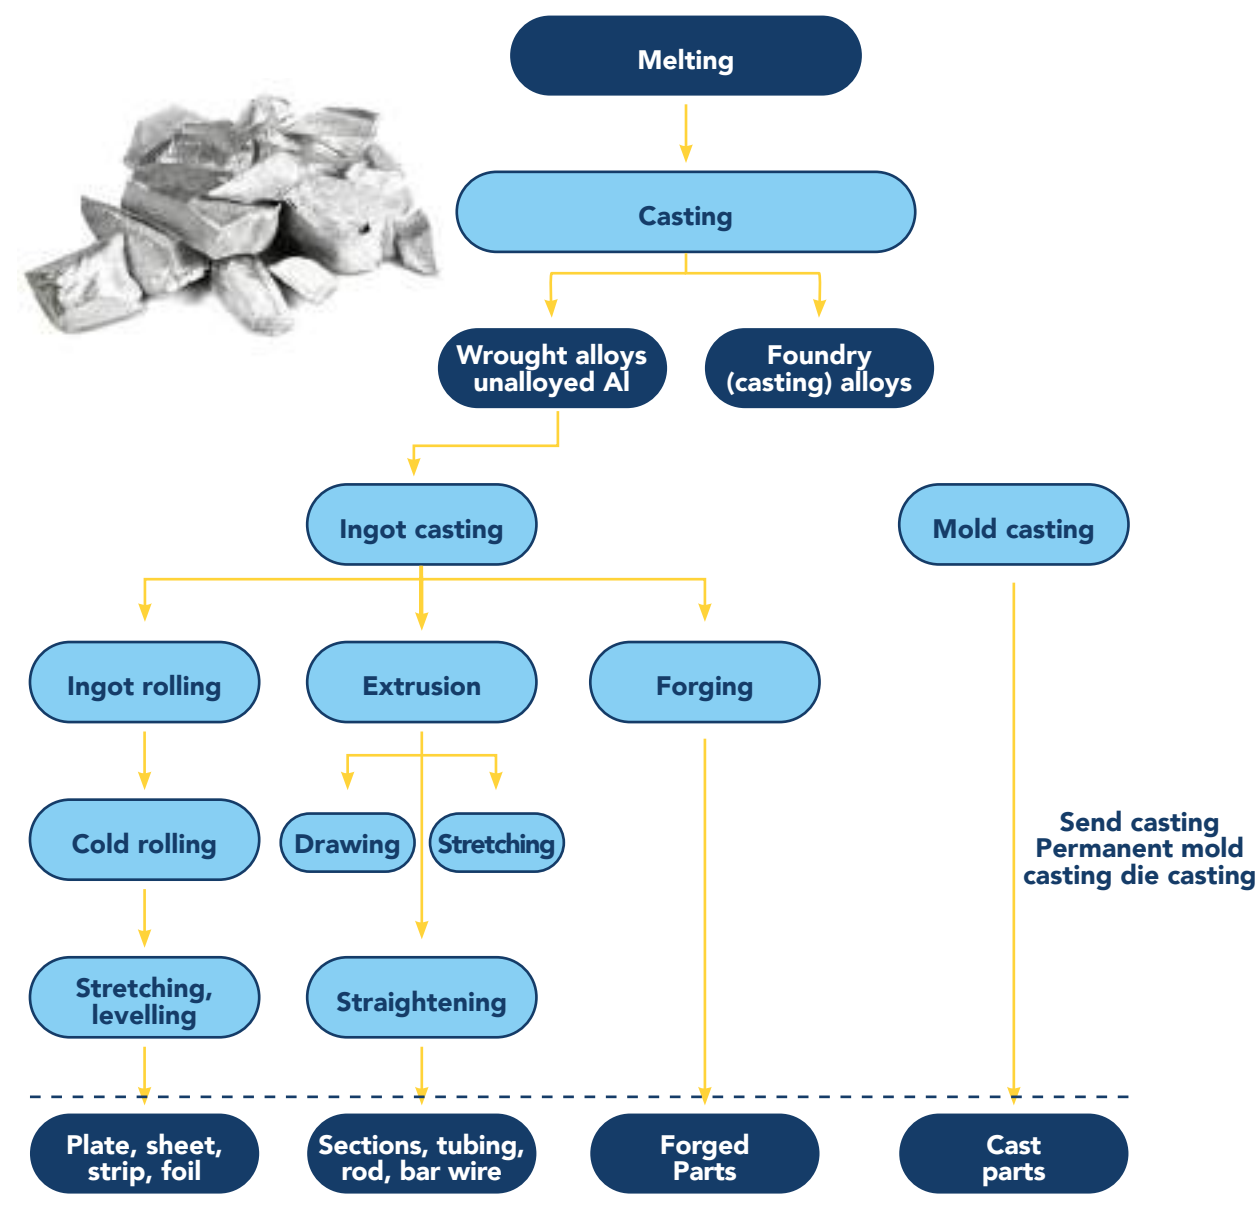 Melting
Casting
Wrought alloys
unalloyed Al
Foundry
(casting) alloys
Ingot casting
Mold casting
Ingot rolling
Extrusion
Forging
Cold rolling
Drawing
Stretching
Send casting
Permanent mold
casting die casting
Stretching,
levelling
Straightening
Plate, sheet,
strip, foil
Sections, tubing,
rod, bar wire
Forged
Parts
Cast
parts